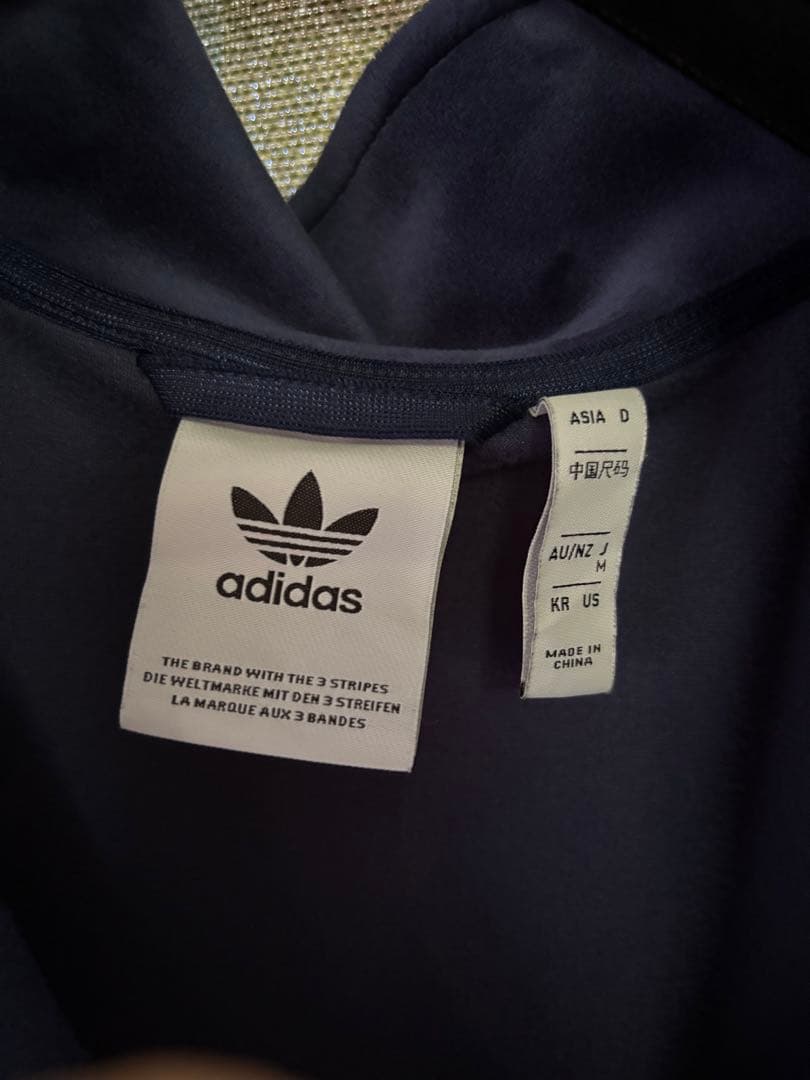 adidas
THE BRAND WITH THE 3 STRIPES
DIE WELTMARKE MIT DEN 3 STREIFEN
LA MARQUE AUX 3 BANDES
ASIA D
中国尺码
AU/NZ J
M
KR US
MADE IN
CHINA